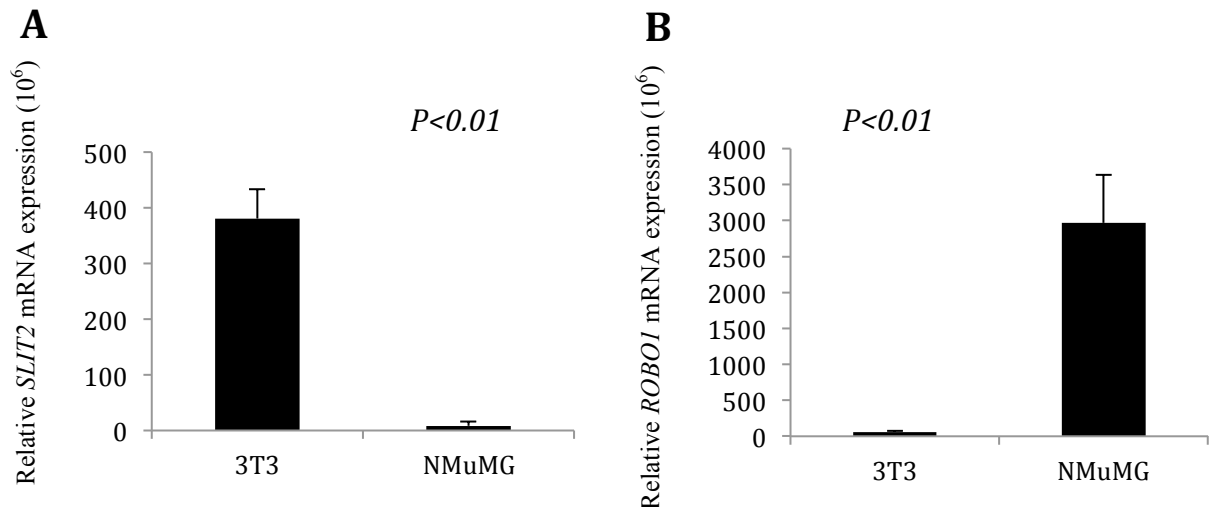 A
Relative SLIT2 mRNA expression (10⁶)
P<0.01
500
400
300
200
100
0
3T3 NMuMG
B
Relative ROBO1 mRNA expression (10⁶)
P<0.01
4000
3500
3000
2500
2000
1500
1000
500
0
3T3 NMuMG